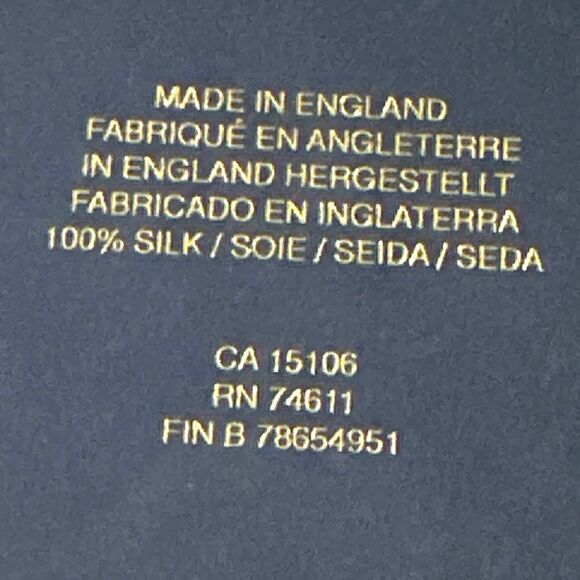 MADE IN ENGLAND
FABRIQUÉ EN ANGLETERRE
IN ENGLAND HERGESTELLT
FABRICADO EN INGLATERRA
100% SILK / SOIE / SEIDA / SEDA
CA 15106
RN 74611
FIN B 78654951